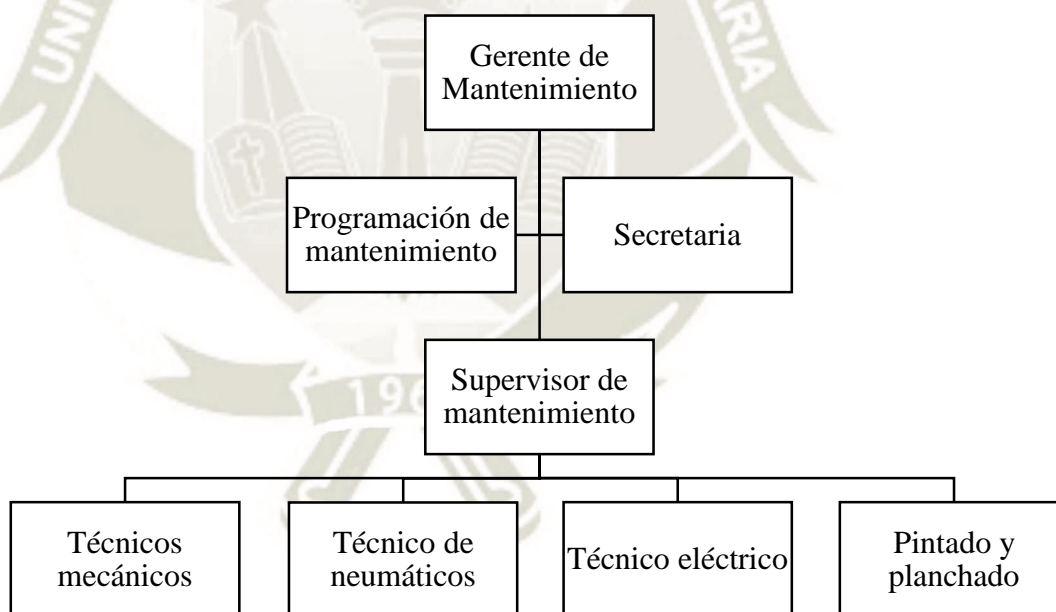 Gerente de
Mantenimiento
Programación de
mantenimiento
Secretaria
Supervisor de
mantenimiento
Técnicos
mecánicos
Técnico de
neumáticos
Técnico eléctrico
Pintado y
planchado